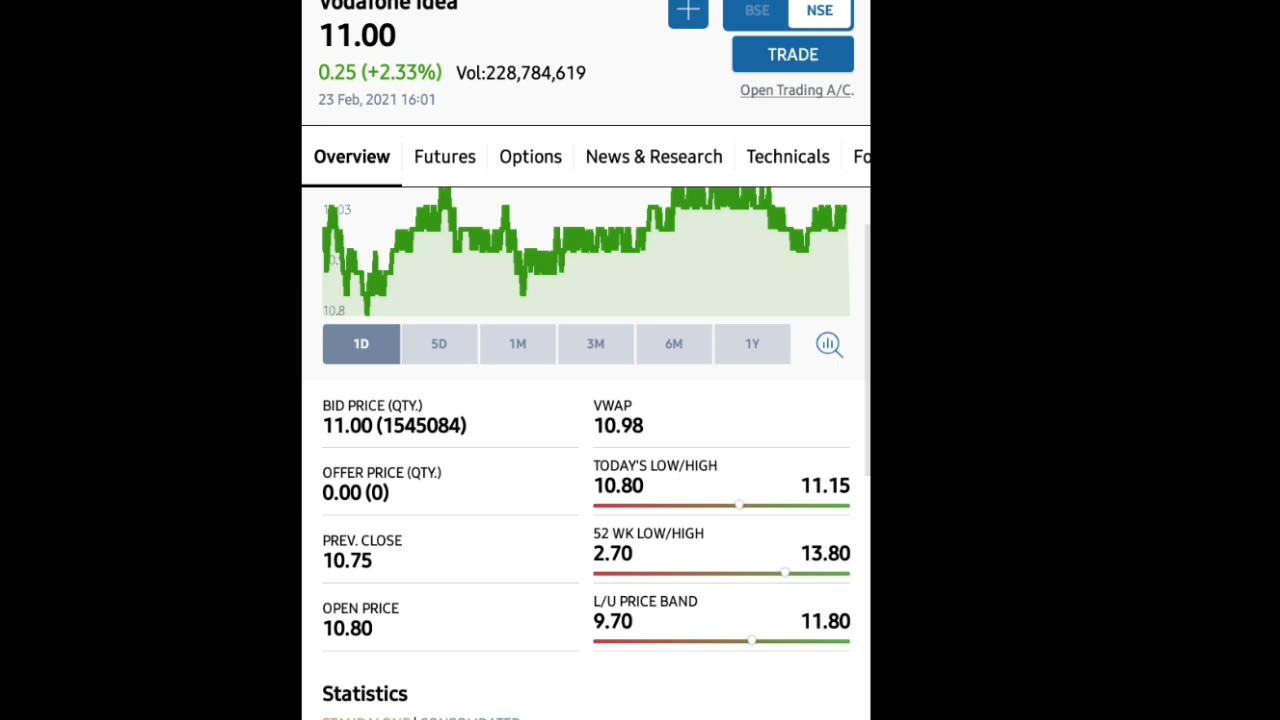 Vodafone Idea
BSE NSE
11.00
TRADE
0.25 (+2.33%) Vol:228,784,619
Open Trading A/C.
23 Feb, 2021 16:01
Overview Futures Options News & Research Technicals Fo
10.8
1D 5D 1M 3M 6M 1Y
BID PRICE (QTY.)
11.00 (1545084)
VWAP
10.98
OFFER PRICE (QTY.)
0.00 (0)
TODAY'S LOW/HIGH
10.80 11.15
PREV. CLOSE
10.75
52 WK LOW/HIGH
2.70 13.80
OPEN PRICE
10.80
L/U PRICE BAND
9.70 11.80
Statistics
STANDALONE | CONSOLIDATED